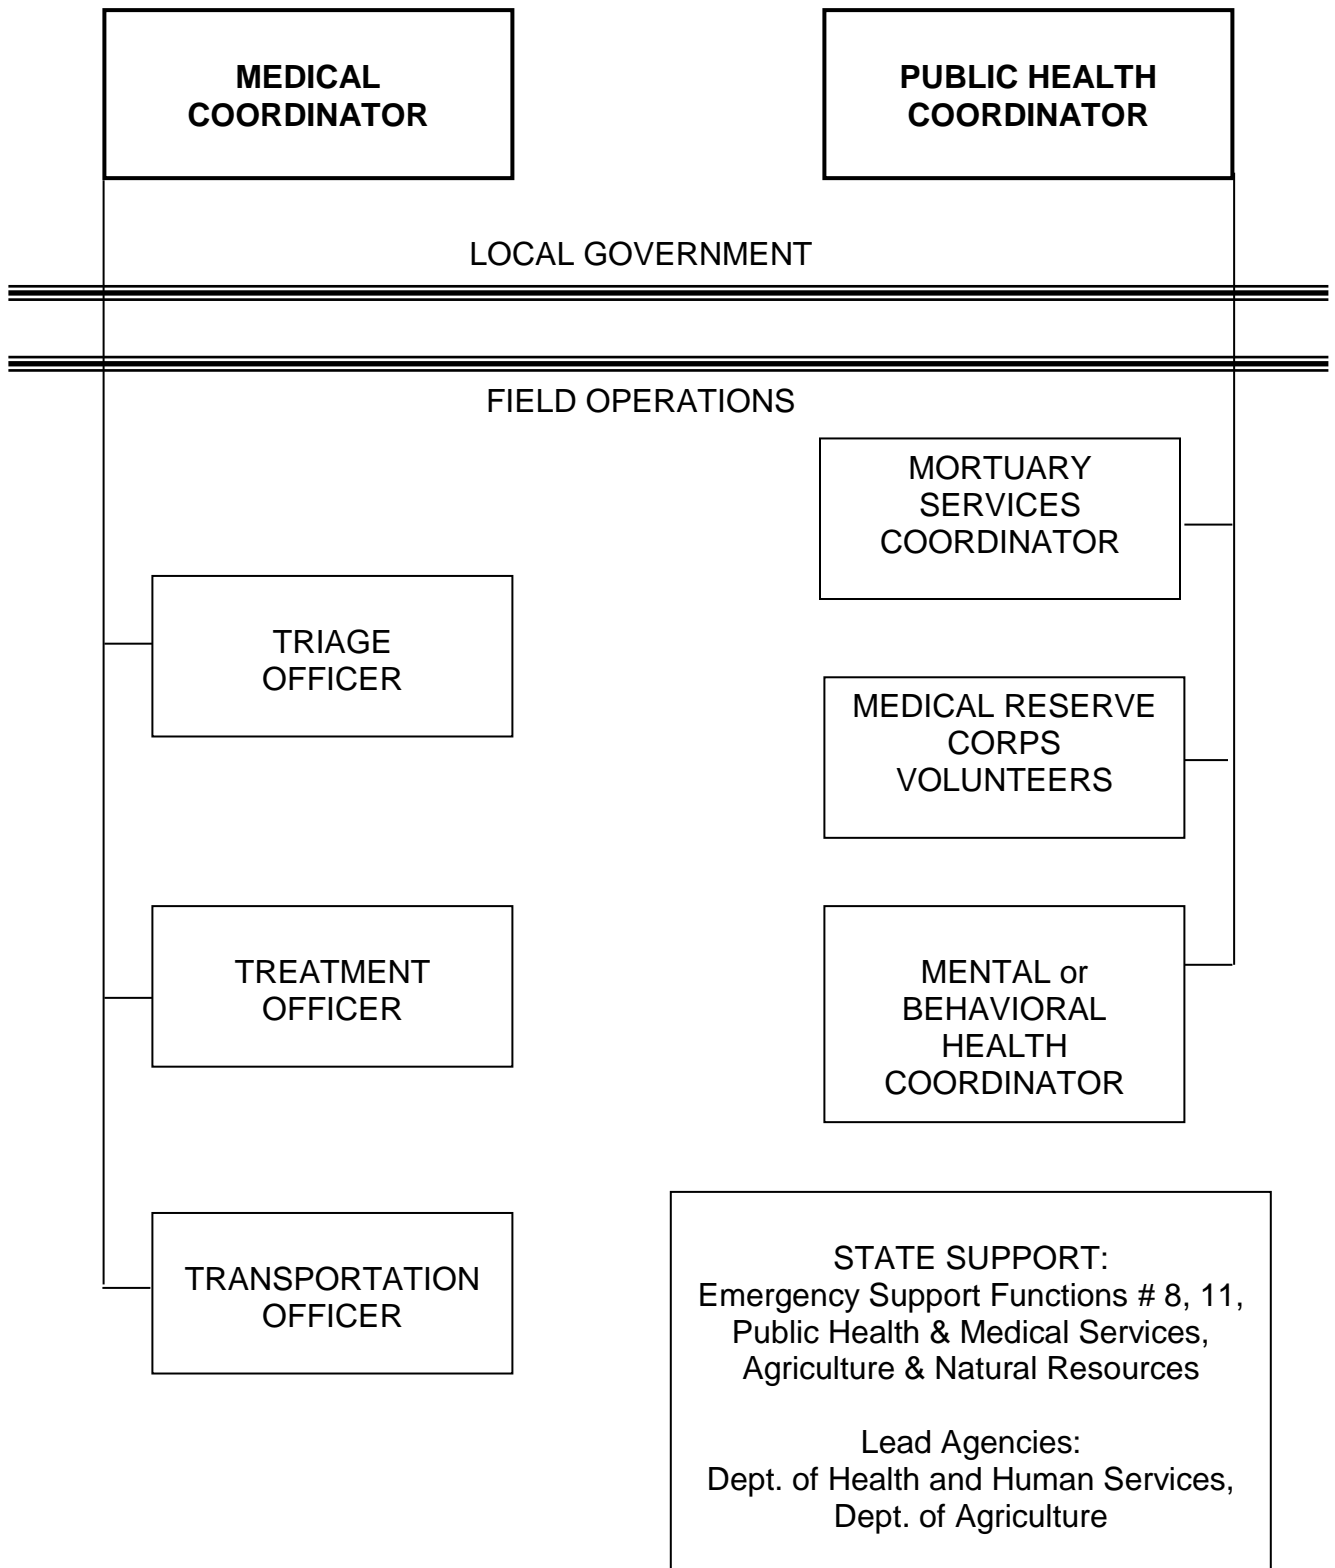 MEDICAL
COORDINATOR
PUBLIC HEALTH
COORDINATOR
LOCAL GOVERNMENT
FIELD OPERATIONS
MORTUARY
SERVICES
COORDINATOR
TRIAGE
OFFICER
MEDICAL RESERVE
CORPS
VOLUNTEERS
TREATMENT
OFFICER
MENTAL or
BEHAVIORAL
HEALTH
COORDINATOR
TRANSPORTATION
OFFICER
STATE SUPPORT:
Emergency Support Functions # 8, 11,
Public Health & Medical Services,
Agriculture & Natural Resources
Lead Agencies:
Dept. of Health and Human Services,
Dept. of Agriculture